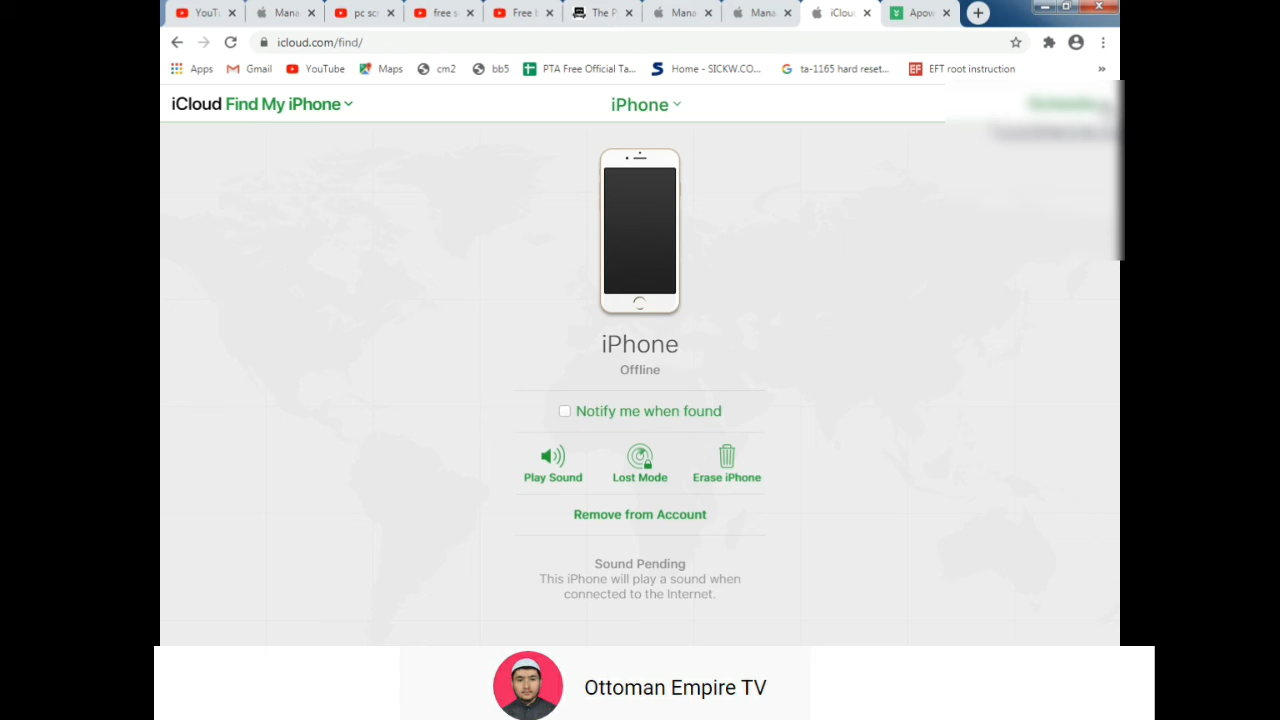 YouTu
Mana
pc scr
free s
Free b
The P
Mana
Mana
iClou
Apow
icloud.com/find/
Apps
Gmail
YouTube
Maps
cm2
bb5
PTA Free Official Ta...
Home - SICKW.CO...
ta-1165 hard reset...
EFT root instruction
iCloud Find My iPhone
iPhone
iPhone
Offline
Notify me when found
Play Sound
Lost Mode
Erase iPhone
Remove from Account
Sound Pending
This iPhone will play a sound when
connected to the Internet.
Ottoman Empire TV